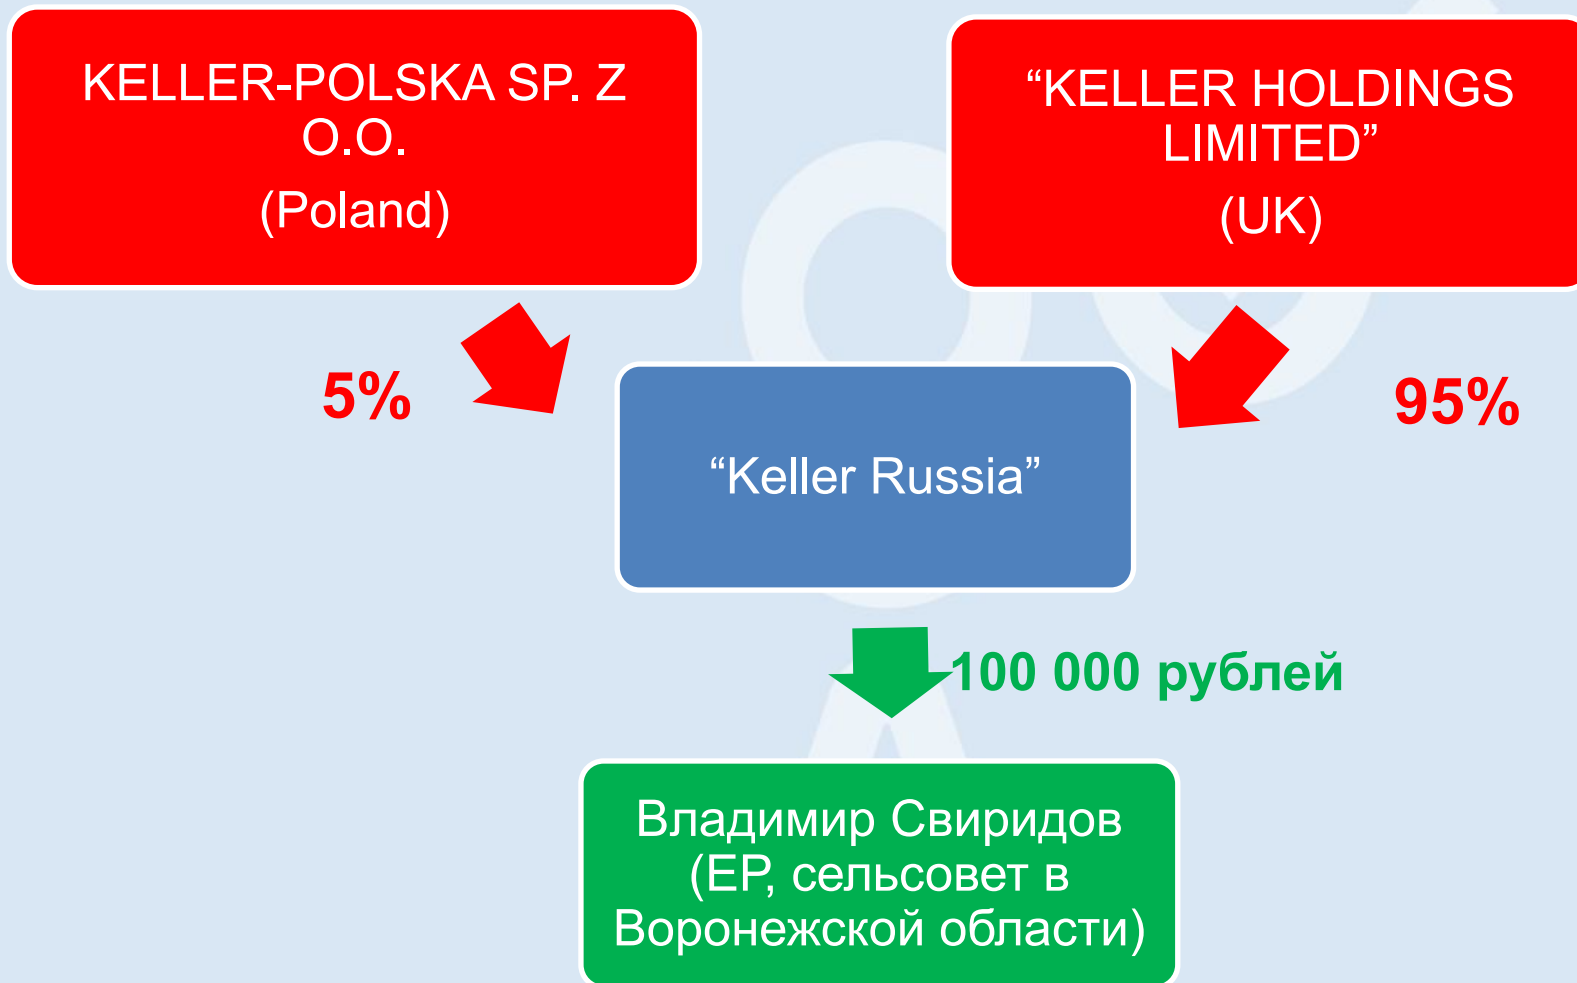 KELLER-POLSKA SP. Z
O.O.
(Poland)
“KELLER HOLDINGS
LIMITED”
(UK)
5%
95%
“Keller Russia”
100 000 рублей
Владимир Свиридов
(ЕР, сельсовет в
Воронежской области)